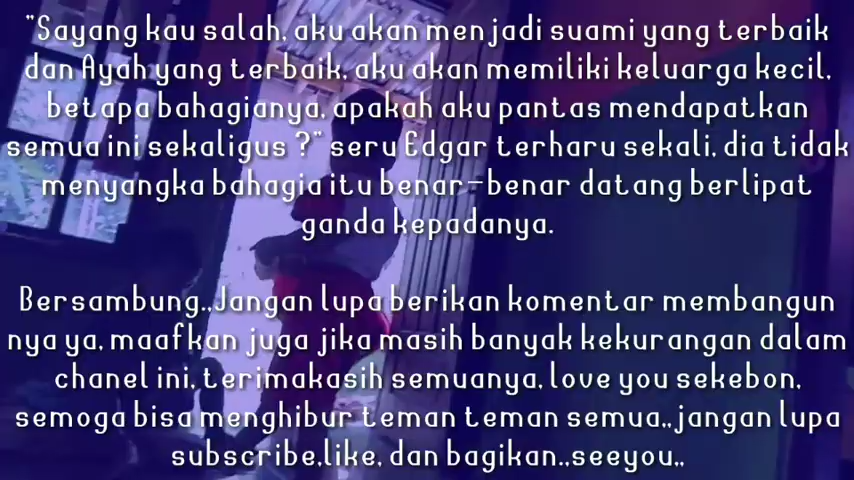 "Sayang kau salah, aku akan menjadi suami yang terbaik
dan Ayah yang terbaik, aku akan memiliki keluarga kecil,
betapa bahagianya, apakah aku pantas mendapatkan
semua ini sekaligus ?" seru Edgar terharu sekali, dia tidak
menyangka bahagia itu benar-benar datang berlipat
ganda kepadanya.
Bersambung.,Jangan lupa berikan komentar membangun
nya ya, maafkan juga jika masih banyak kekurangan dalam
chanel ini, terimakasih semuanya, love you sekebon,
semoga bisa menghibur teman teman semua,,jangan lupa
subscribe,like, dan bagikan.,seeyou,,